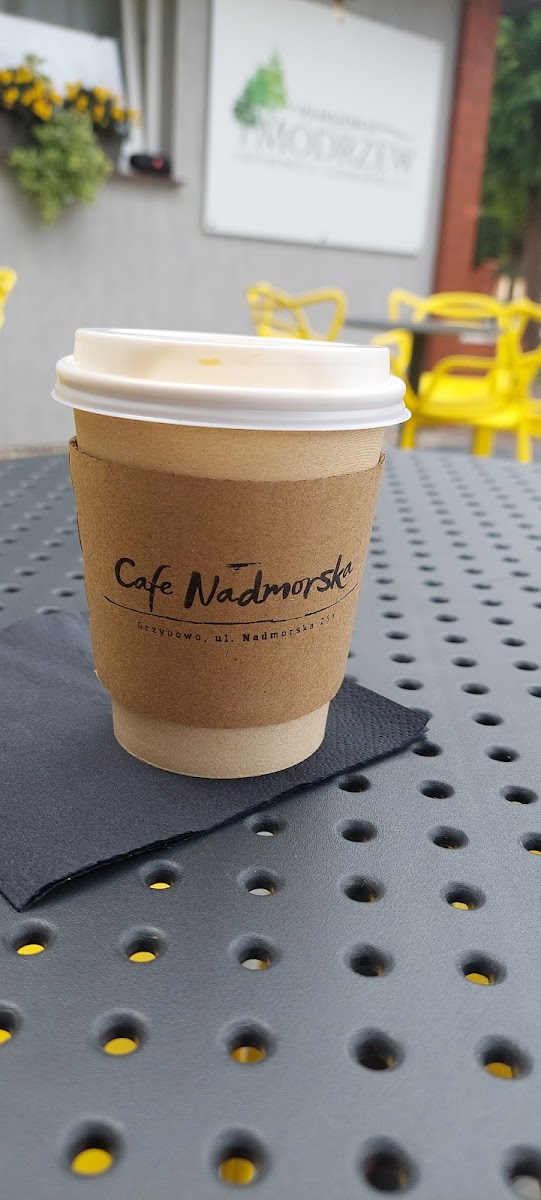 MODRZEW
Cafe Nadmorska
Grzybowo, ul. Nadmorska